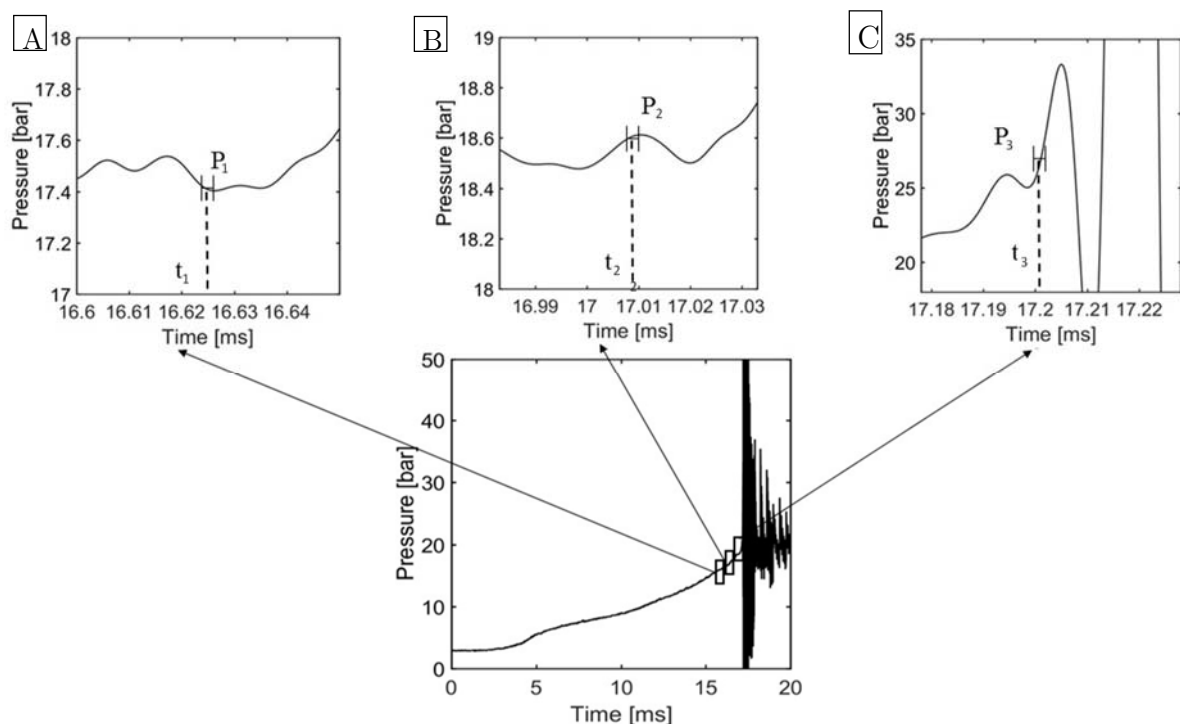 A
18
17.8
17.6
17.4
17.2
17
Pressure [bar]
P1
t1
16.6 16.61 16.62 16.63 16.64
Time [ms]
B
19
18.8
18.6
18.4
18.2
18
Pressure [bar]
P2
t2
2
16.99 17 17.01 17.02 17.03
Time [ms]
C
35
30
25
20
Pressure [bar]
P3
t3
17.18 17.19 17.2 17.21 17.22
Time [ms]
50
40
30
20
10
0
Pressure [bar]
0 5 10 15 20
Time [ms]